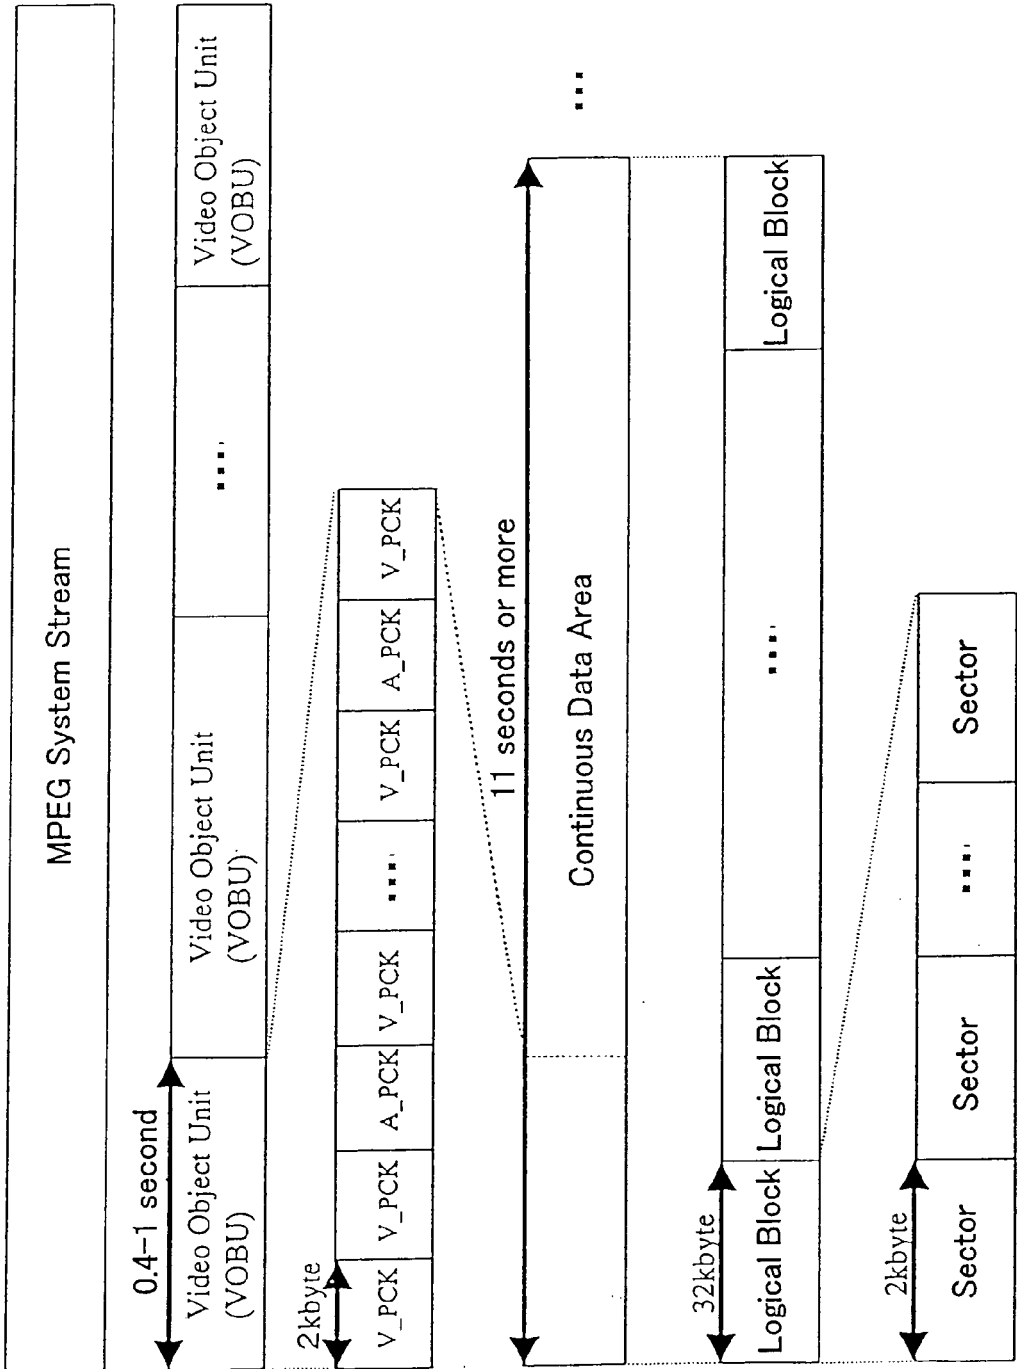 MPEG System Stream
0.4-1 second
Video Object Unit
(VOBU)
Video Object Unit
(VOBU)
....
Video Object Unit
(VOBU)
2kbyte
V_PCK
V_PCK
A_PCK
V_PCK
....
V_PCK
A_PCK
V_PCK
11 seconds or more
Continuous Data Area
...
32kbyte
Logical Block
Logical Block
....
Logical Block
2kbyte
Sector
Sector
....
Sector